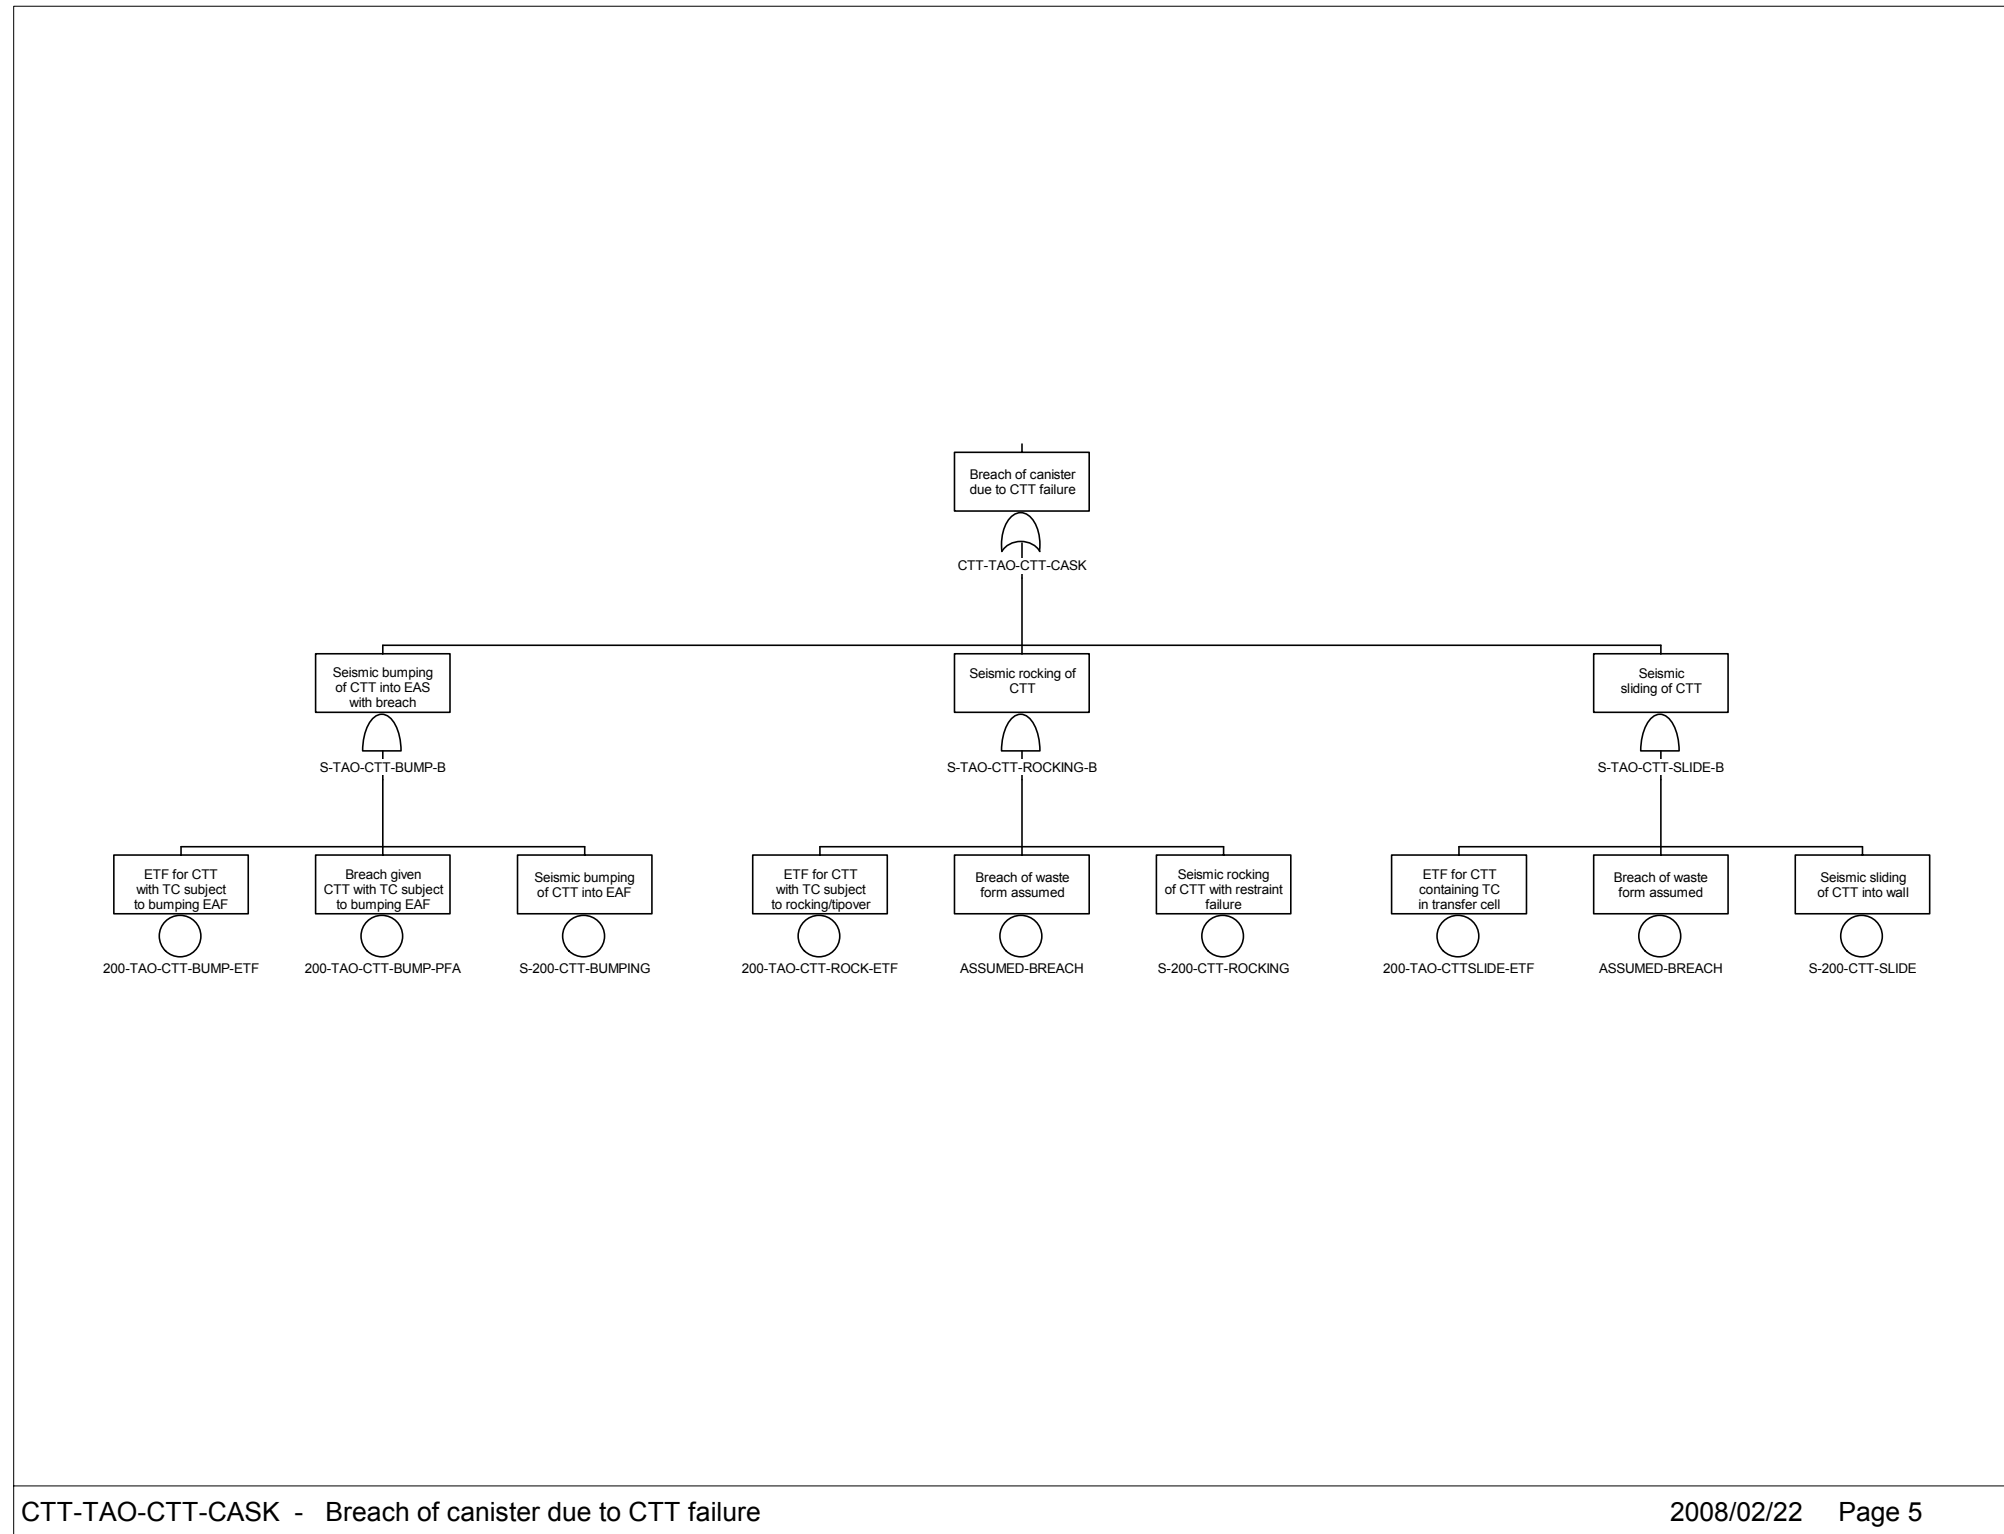 Breach of canister
due to CTT failure
CTT-TAO-CTT-CASK
Seismic bumping
of CTT into EAS
with breach
S-TAO-CTT-BUMP-B
Seismic rocking of
CTT
S-TAO-CTT-ROCKING-B
Seismic
sliding of CTT
S-TAO-CTT-SLIDE-B
ETF for CTT
with TC subject
to bumping EAF
200-TAO-CTT-BUMP-ETF
Breach given
CTT with TC subject
to bumping EAF
200-TAO-CTT-BUMP-PFA
Seismic bumping
of CTT into EAF
S-200-CTT-BUMPING
ETF for CTT
with TC subject
to rocking/tipover
200-TAO-CTT-ROCK-ETF
Breach of waste
form assumed
ASSUMED-BREACH
Seismic rocking
of CTT with restraint
failure
S-200-CTT-ROCKING
ETF for CTT
containing TC
in transfer cell
200-TAO-CTTSLIDE-ETF
Breach of waste
form assumed
ASSUMED-BREACH
Seismic sliding
of CTT into wall
S-200-CTT-SLIDE
CTT-TAO-CTT-CASK - Breach of canister due to CTT failure
2008/02/22 Page 5